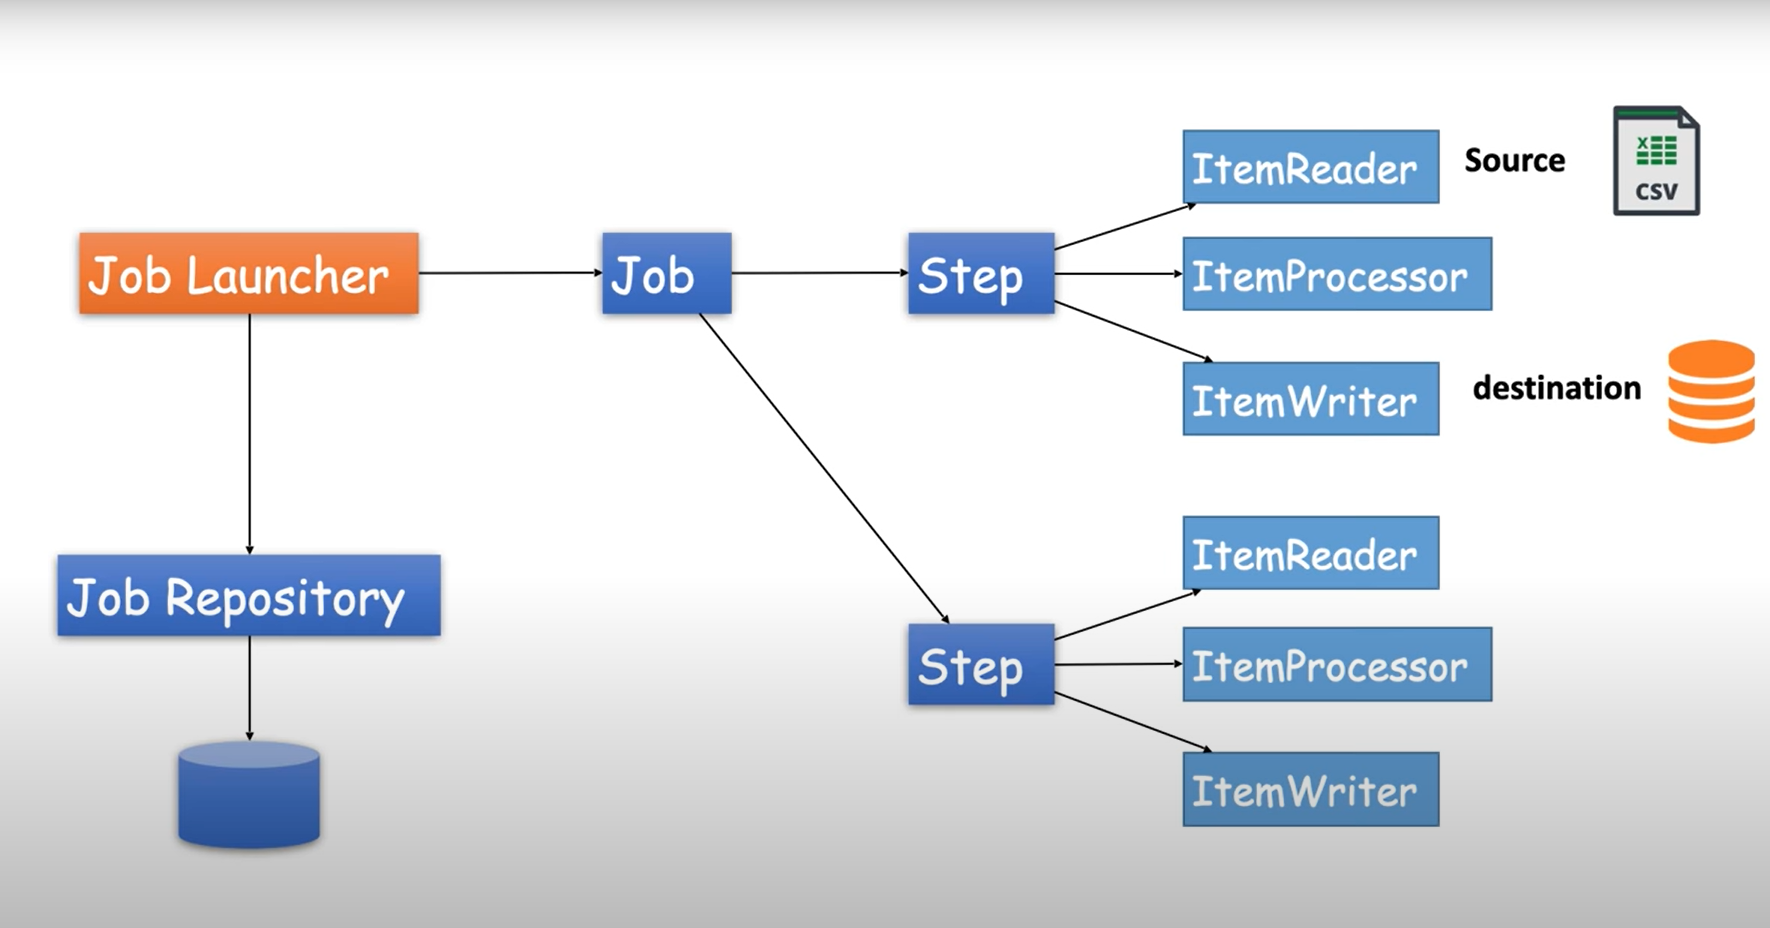 ItemReader
Source
CSV
Job Launcher
Job
Step
ItemProcessor
ItemWriter
destination
ItemReader
Job Repository
Step
ItemProcessor
ItemWriter